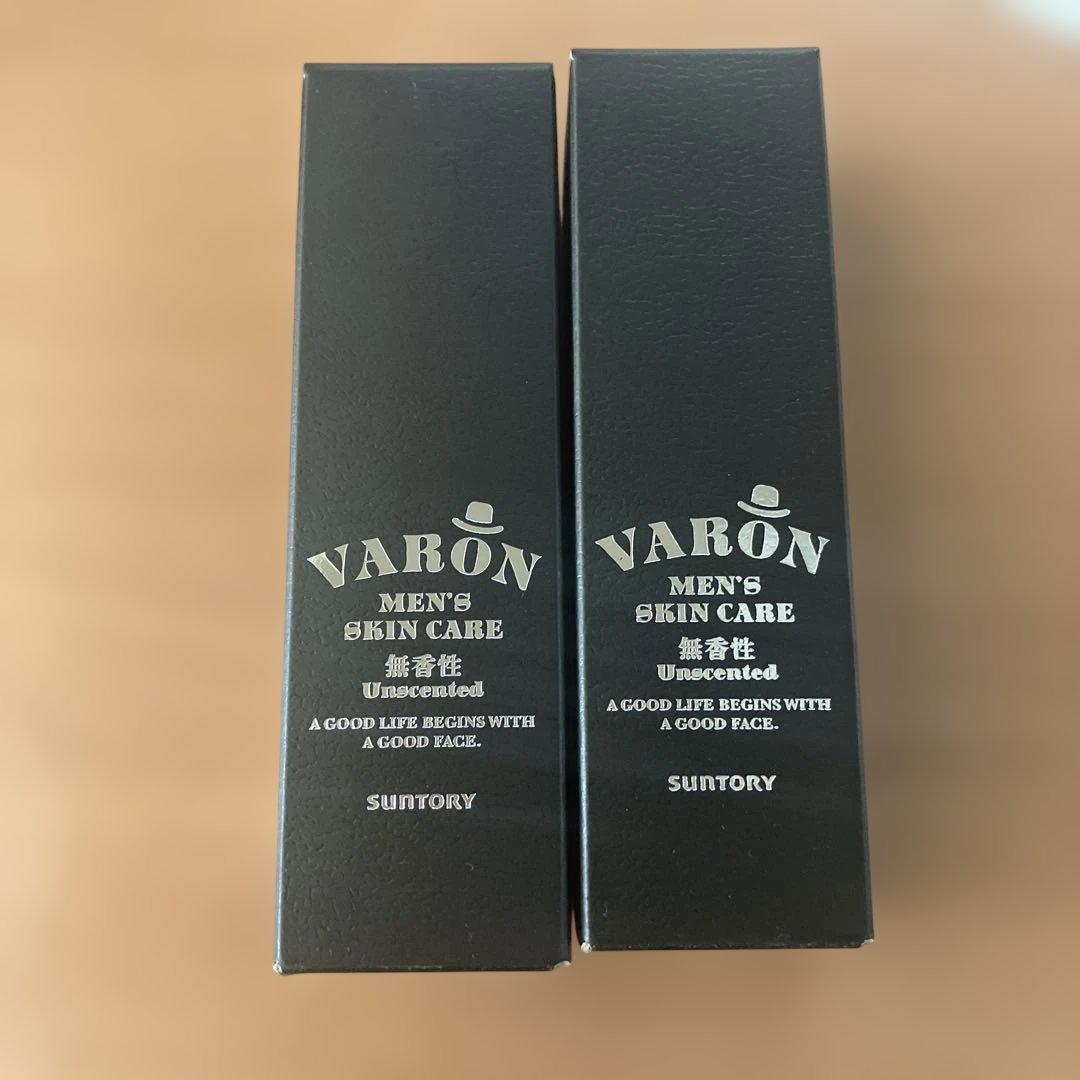 VARON
MEN'S
SKIN CARE
無香性
Unscented
A GOOD LIFE BEGINS WITH
A GOOD FACE.
SUNTORY
VARON
MEN'S
SKIN CARE
無香性
Unscented
A GOOD LIFE BEGINS WITH
A GOOD FACE.
SUNTORY